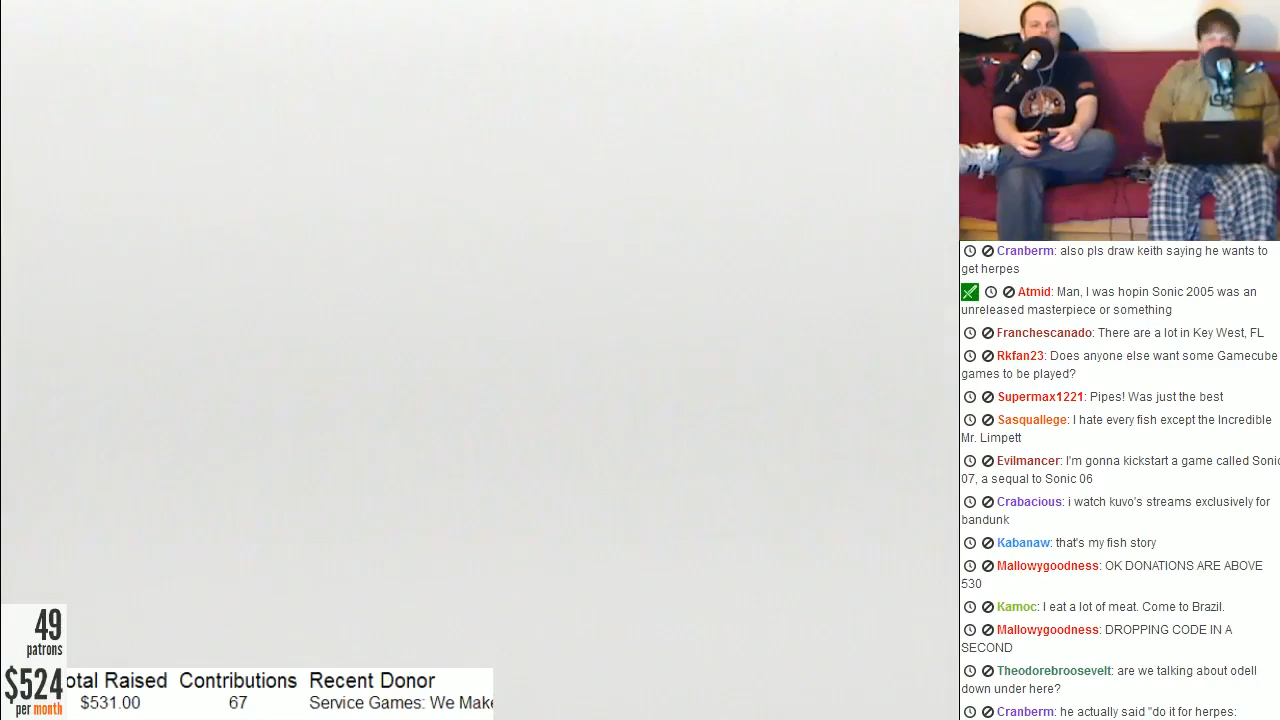 Cranberm: also pls draw keith saying he wants to
get herpes
Atmid: Man, I was hopin Sonic 2005 was an
unreleased masterpiece or something
Franchescanado: There are a lot in Key West, FL
Rkfan23: Does anyone else want some Gamecube
games to be played?
Supermax1221: Pipes! Was just the best
Sasquallege: I hate every fish except the Incredible
Mr. Limpett
Evilmancer: I'm gonna kickstart a game called Sonic
07, a sequal to Sonic 06
Crabacious: i watch kuvo's streams exclusively for
bandunk
Kabanaw: that's my fish story
Mallowygoodness: OK DONATIONS ARE ABOVE
530
Kamoc: I eat a lot of meat. Come to Brazil.
Mallowygoodness: DROPPING CODE IN A
SECOND
Theodorebroosevelt: are we talking about odell
down under here?
Cranberm: he actually said "do it for herpes:
49
patrons
$524
per month
otal Raised Contributions Recent Donor
$531.00 67 Service Games: We Make